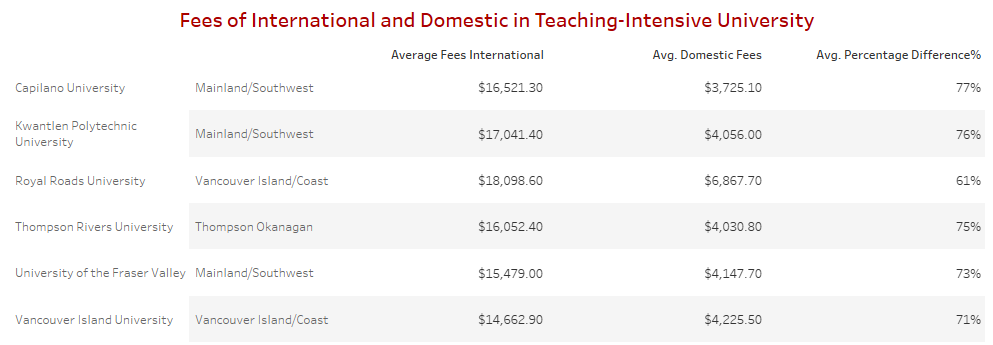 Fees of International and Domestic in Teaching-Intensive University
Average Fees International Avg. Domestic Fees Avg. Percentage Difference%
Capilano University Mainland/Southwest $16,521.30 $3,725.10 77%
Kwantlen Polytechnic
University Mainland/Southwest $17,041.40 $4,056.00 76%
Royal Roads University Vancouver Island/Coast $18,098.60 $6,867.70 61%
Thompson Rivers University Thompson Okanagan $16,052.40 $4,030.80 75%
University of the Fraser Valley Mainland/Southwest $15,479.00 $4,147.70 73%
Vancouver Island University Vancouver Island/Coast $14,662.90 $4,225.50 71%